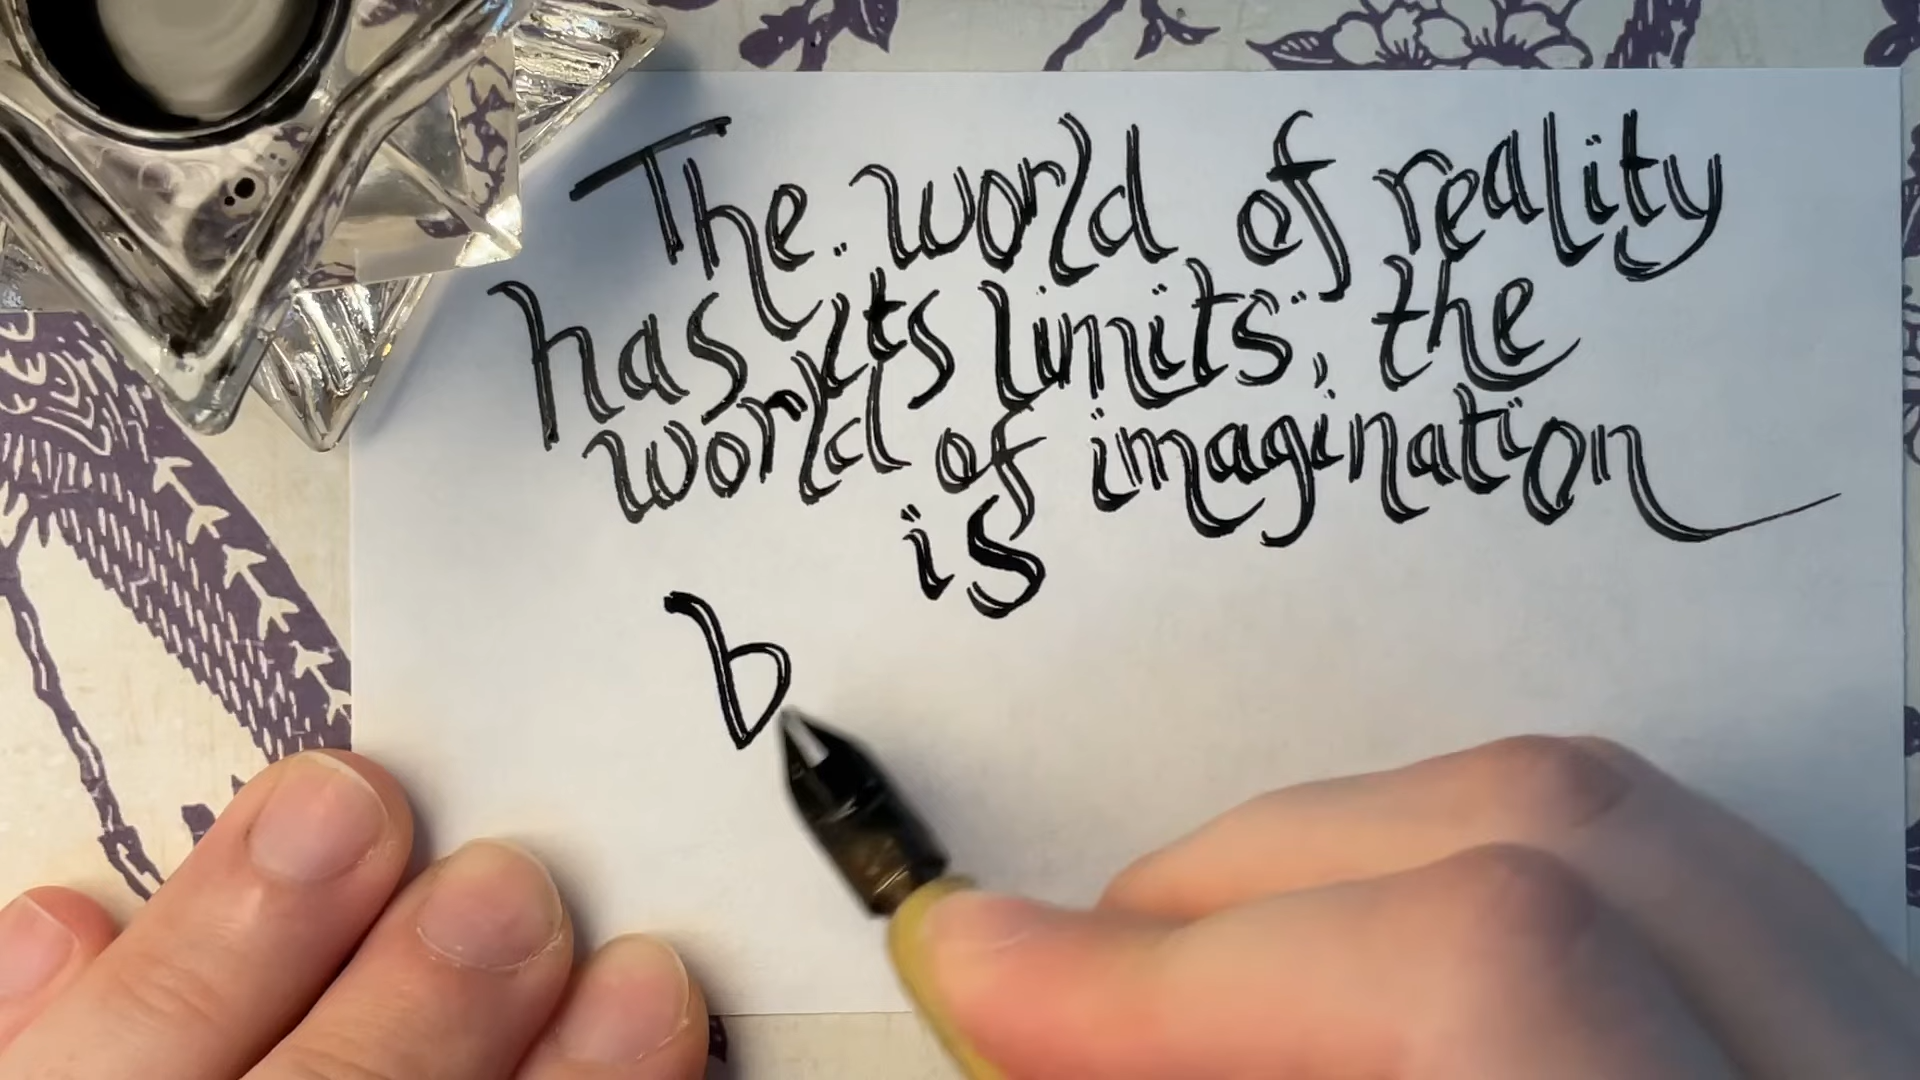 The world of reality
has its limits; the
world of imagination
is
b